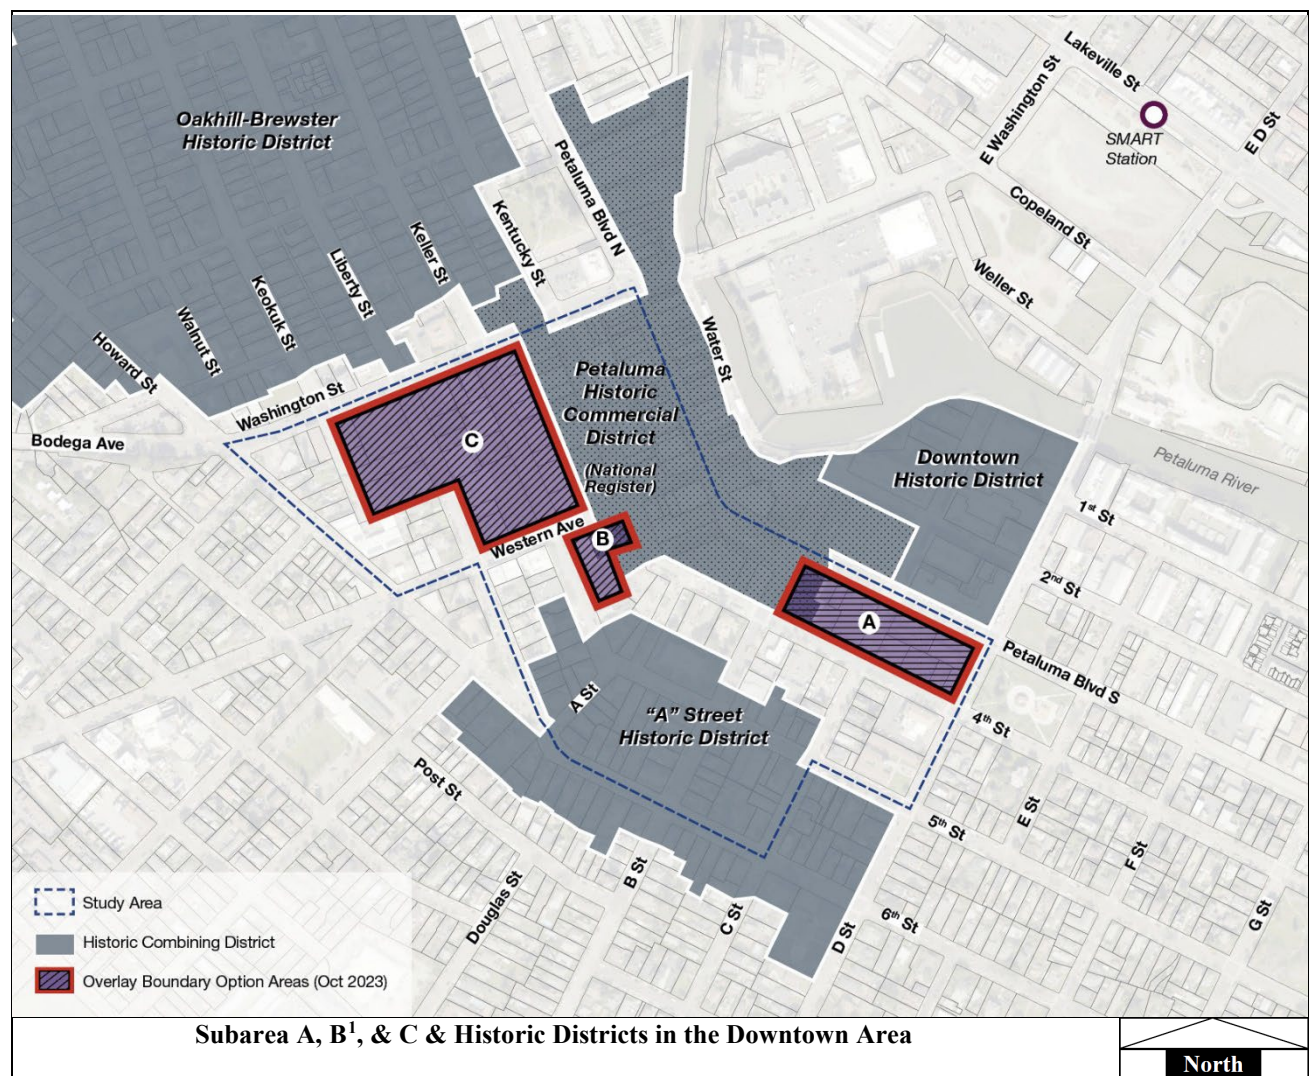 Lakeville St
E Washington St
SMART
Station
E D St
Oakhill-Brewster
Historic District
Petaluma Blvd N
Kentucky St
Copeland St
Weller St
Keller St
Liberty St
Keokuk St
Walnut St
Howard St
Washington St
Bodega Ave
Water St
Petaluma
Historic
Commercial
District
(National
Register)
C
Downtown
Historic District
Petaluma River
1st St
2nd St
Western Ave
B
A
Petaluma Blvd S
4th St
A St
"A" Street
Historic District
Post St
E St
5th St
F St
Douglas St
B St
C St
D St
6th St
G St
Study Area
Historic Combining District
Overlay Boundary Option Areas (Oct 2023)
Subarea A, B1, & C & Historic Districts in the Downtown Area
North